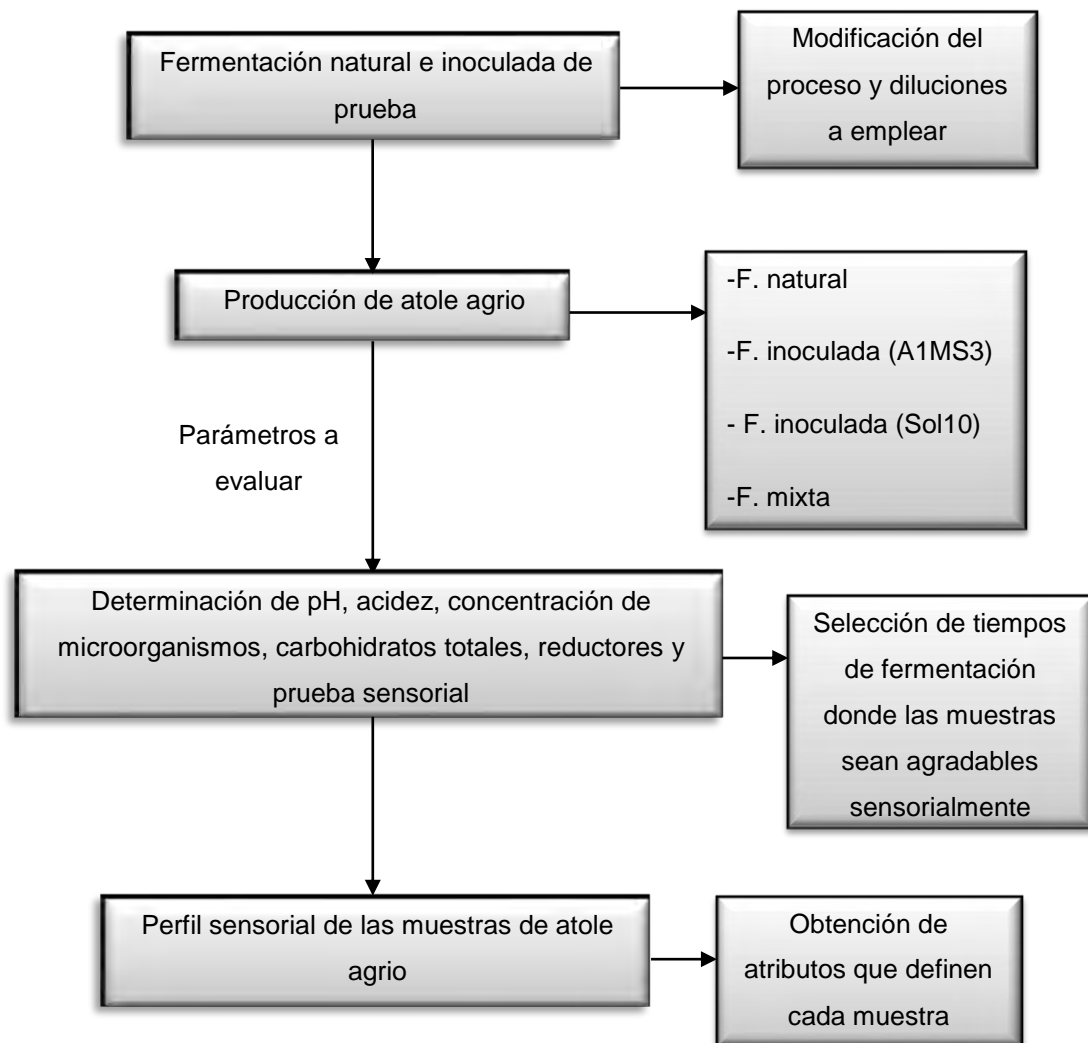 Fermentación natural e inoculada de
prueba
Modificación del
proceso y diluciones
a emplear
Producción de atole agrio
-F. natural
-F. inoculada (A1MS3)
- F. inoculada (Sol10)
-F. mixta
Parámetros a
evaluar
Determinación de pH, acidez, concentración de
microorganismos, carbohidratos totales, reductores y
prueba sensorial
Selección de tiempos
de fermentación
donde las muestras
sean agradables
sensorialmente
Perfil sensorial de las muestras de atole
agrio
Obtención de
atributos que definen
cada muestra